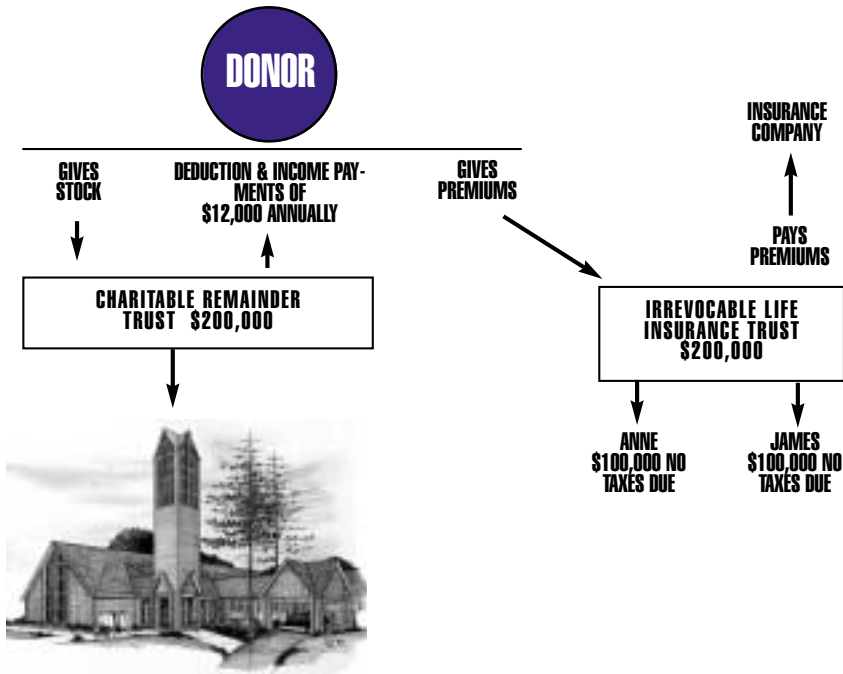 DONOR
GIVES
STOCK
DEDUCTION & INCOME PAY-
MENTS OF
$12,000 ANNUALLY
GIVES
PREMIUMS
INSURANCE
COMPANY
PAYS
PREMIUMS
CHARITABLE REMAINDER
TRUST $200,000
IRREVOCABLE LIFE
INSURANCE TRUST
$200,000
ANNE
$100,000 NO
TAXES DUE
JAMES
$100,000 NO
TAXES DUE